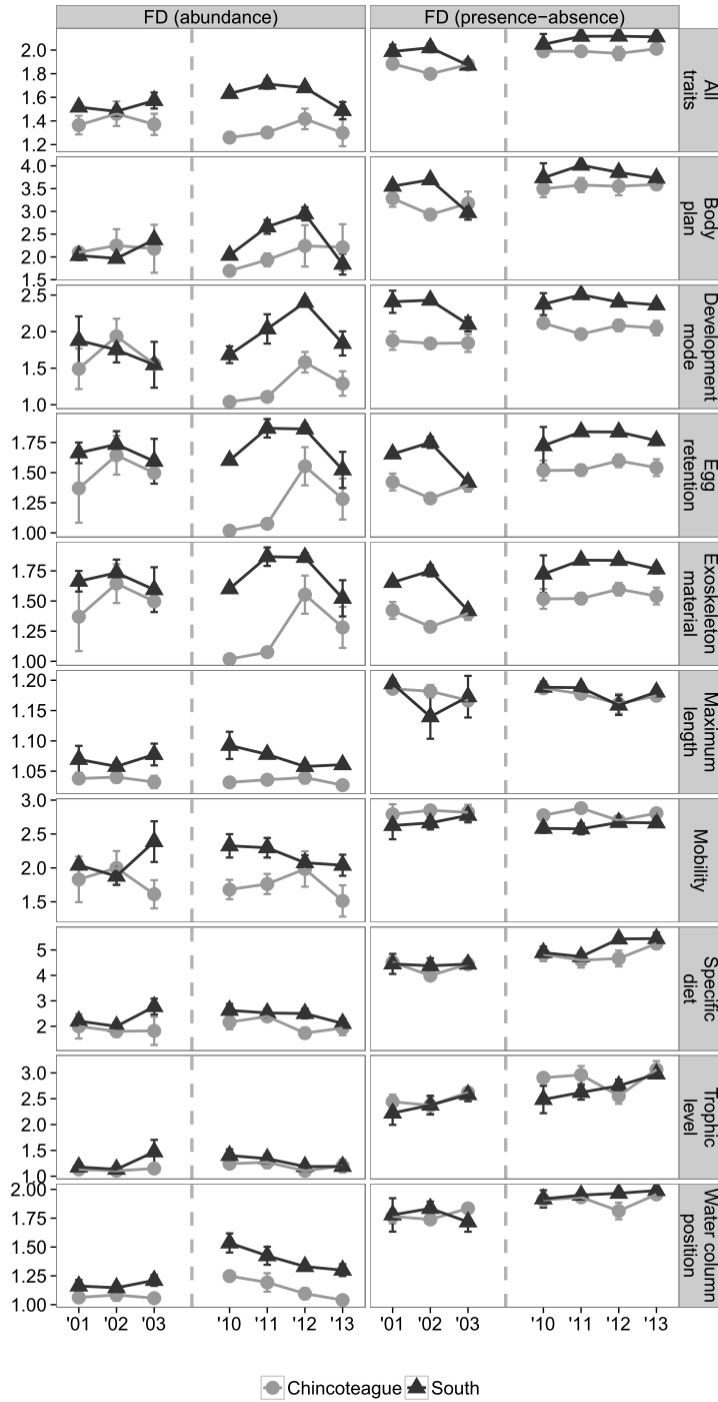 FD (abundance) FD (presence−absence)
2.0
1.8
1.6
1.4
1.2
All
traits
4.0
3.5
3.0
2.5
2.0
1.5
Body
plan
2.5
2.0
1.5
1.0
Development
mode
1.75
1.50
1.25
1.00
Egg
retention
1.75
1.50
1.25
1.00
Exoskeleton
material
1.20
1.15
1.10
1.05
Maximum
length
3.0
2.5
2.0
1.5
Mobility
5
4
3
2
Specific
diet
3.0
2.5
2.0
1.5
1.0
Trophic
level
2.00
1.75
1.50
1.25
1.00
Water column
position
'01 '02 '03 '10 '11 '12 '13 '01 '02 '03 '10 '11 '12 '13
Chincoteague South